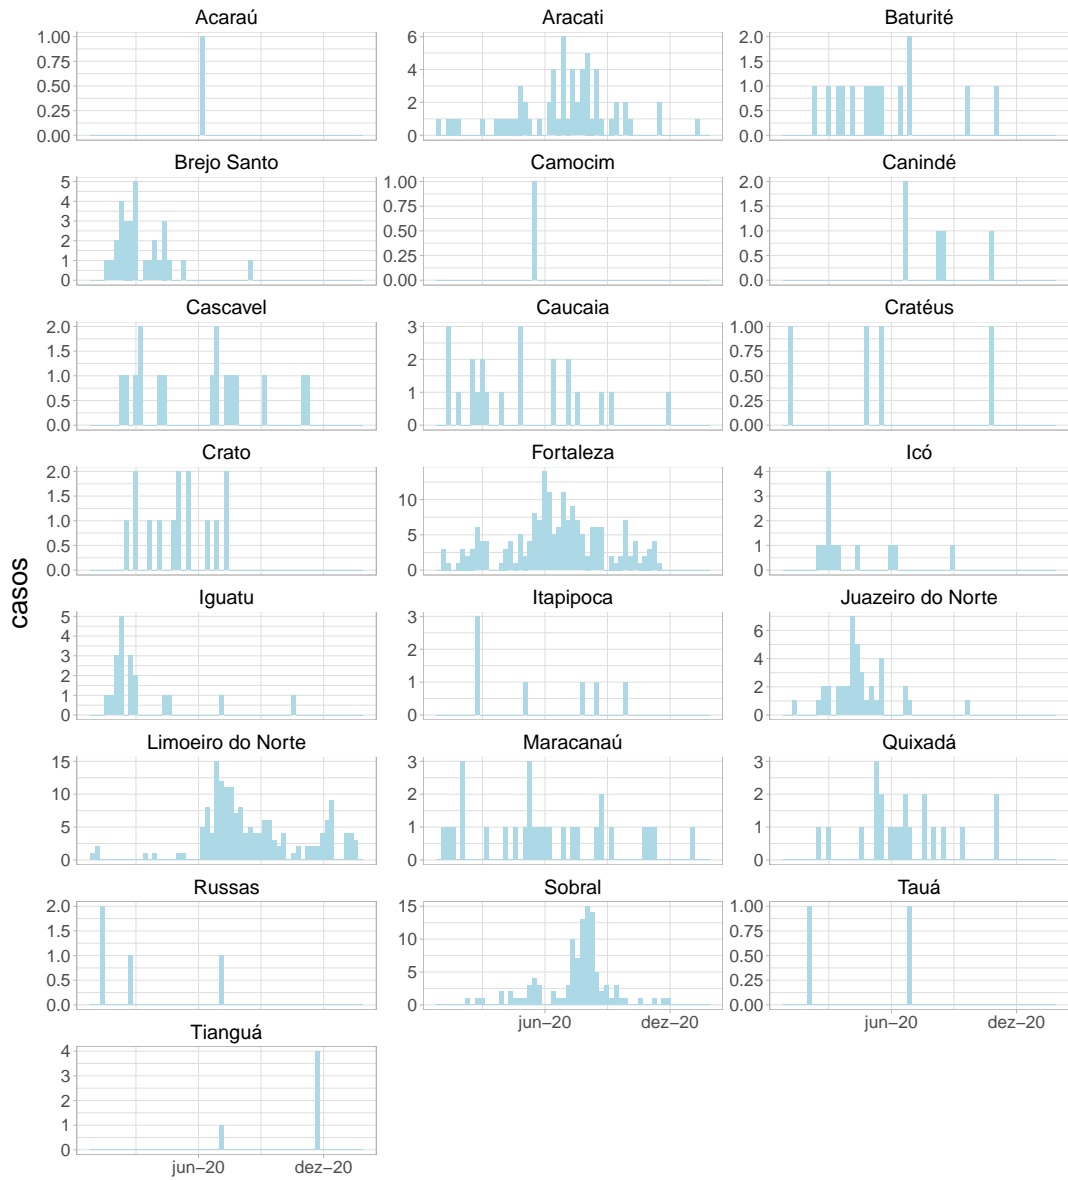 Acaraú Aracati Baturité
1.00 0.75 0.50 0.25 0.00
6 4 2 0
2.0 1.5 1.0 0.5 0.0
Brejo Santo Camocim Canindé
5 4 3 2 1 0
1.00 0.75 0.50 0.25 0.00
2.0 1.5 1.0 0.5 0.0
Cascavel Caucaia Cratéus
2.0 1.5 1.0 0.5 0.0
3 2 1 0
1.00 0.75 0.50 0.25 0.00
Crato Fortaleza Icó
2.0 1.5 1.0 0.5 0.0
10 5 0
4 3 1 0
casos
Iguatu Itapipoca Juazeiro do Norte
5 4 3 2 1 0
3 2 1 0
6 4 2 0
Limoeiro do Norte Maracanaú Quixadá
15 10 5 0
3 2 1 0
3 2 1 0
Russas Sobral Tauá
2.0 1.5 1.0 0.5 0.0
15 10 5 0
1.00 0.75 0.50 0.25 0.00
jun–20 dez–20 jun–20 dez–20
Tianguá
4 3 2 1 0
jun–20 dez–20